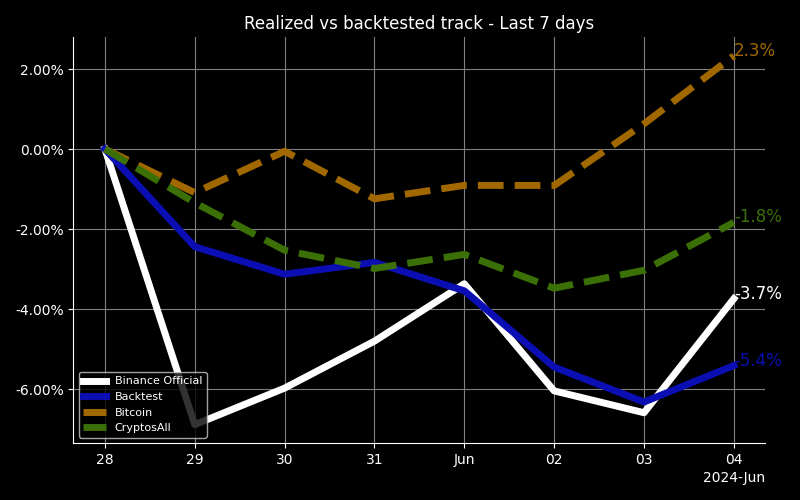 Realized vs backtested track - Last 7 days
2.00%
0.00%
-2.00%
-4.00%
-6.00%
2.3%
-1.8%
-3.7%
-5.4%
Binance Official
Backtest
Bitcoin
CryptosAll
28 29 30 31 Jun 02 03 04
2024-Jun